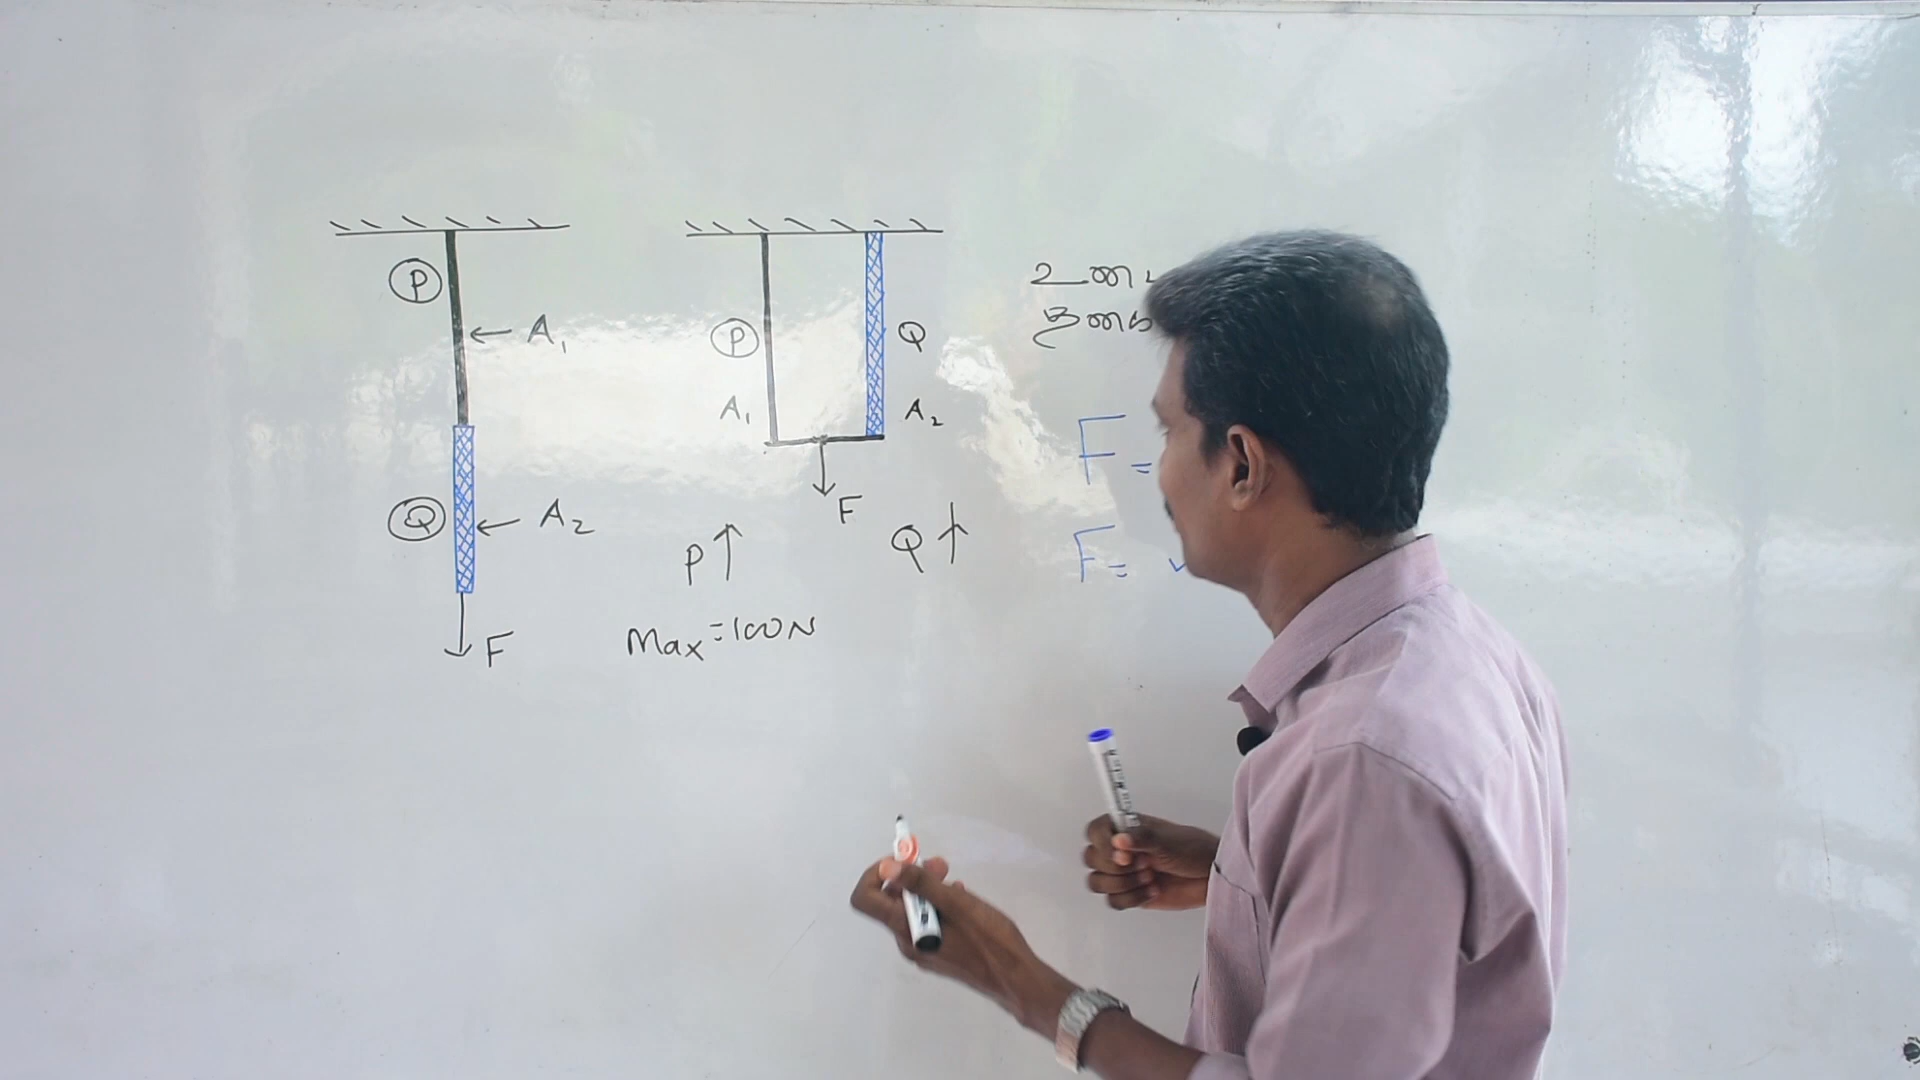 P
← A₁
Q
← A₂
F
P
Q
A₁
A₂
F
P↑
Q↑
Max = 100N
F =
F =